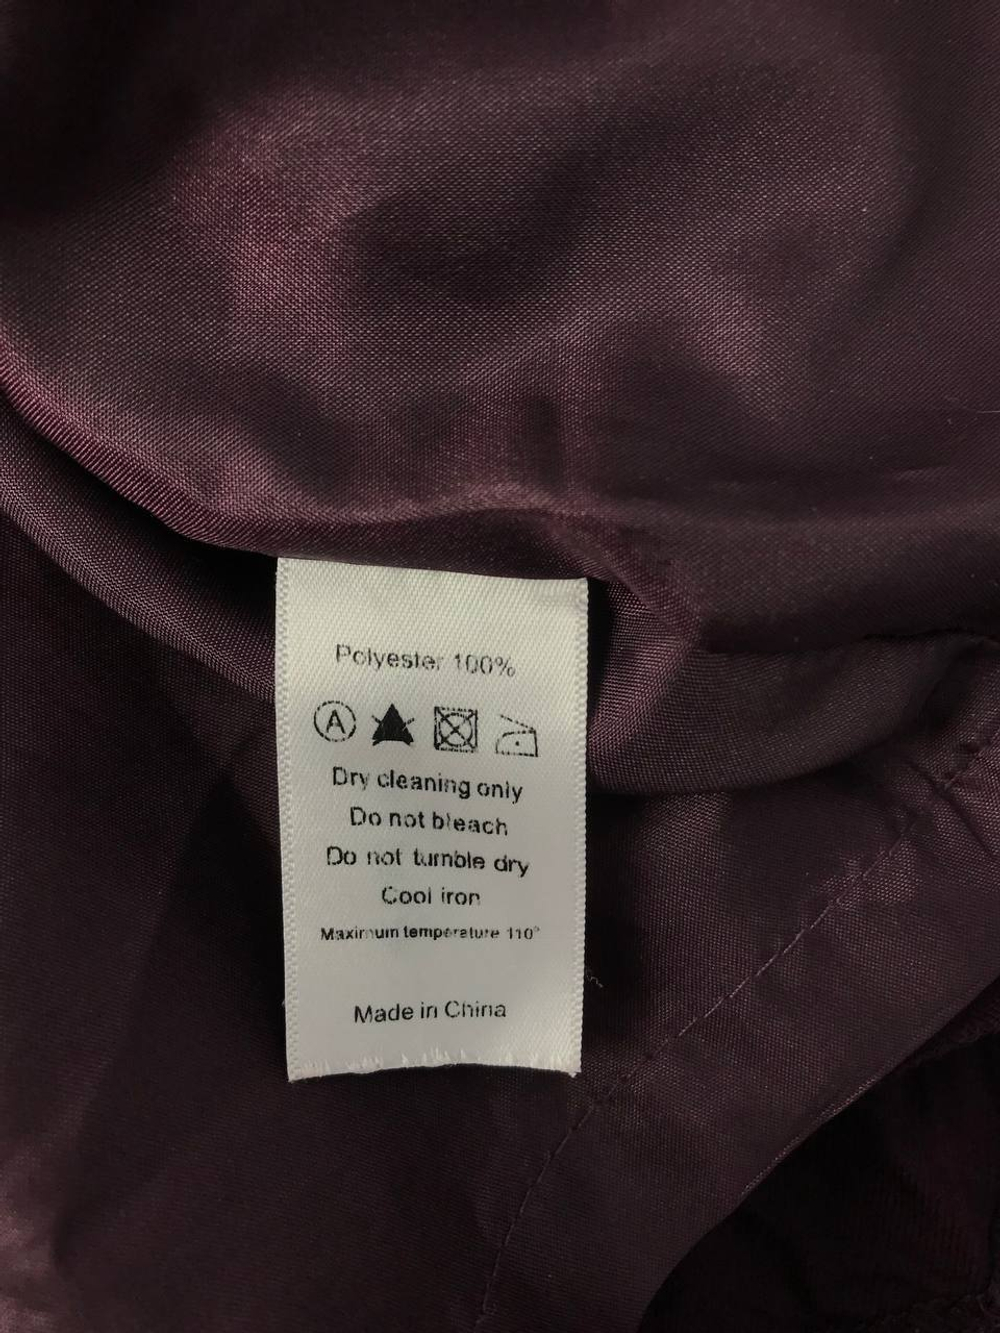 Polyester 100%
A
Dry cleaning only
Do not bleach
Do not tumble dry
Cool iron
Maximum temperature 110°
Made in China